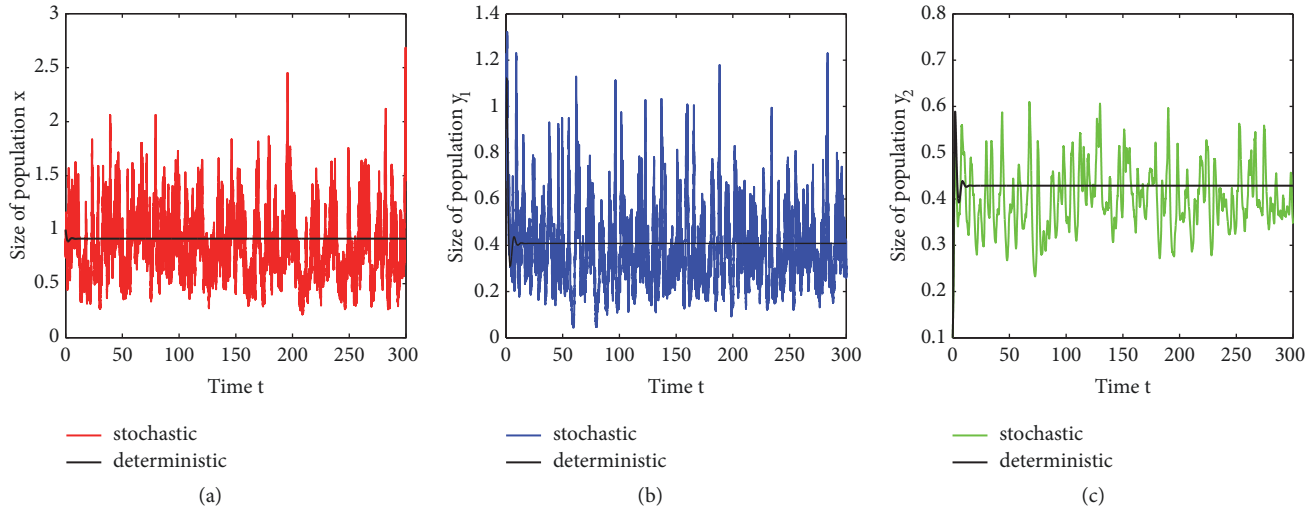 Size of population x
3
2.5
2
1.5
1
0.5
0
0 50 100 150 200 250 300
Time t
stochastic
deterministic
(a)
Size of population y1
1.4
1.2
1
0.8
0.6
0.4
0.2
0
0 50 100 150 200 250 300
Time t
stochastic
deterministic
(b)
Size of population y2
0.8
0.7
0.6
0.5
0.4
0.3
0.2
0.1
0 50 100 150 200 250 300
Time t
stochastic
deterministic
(c)